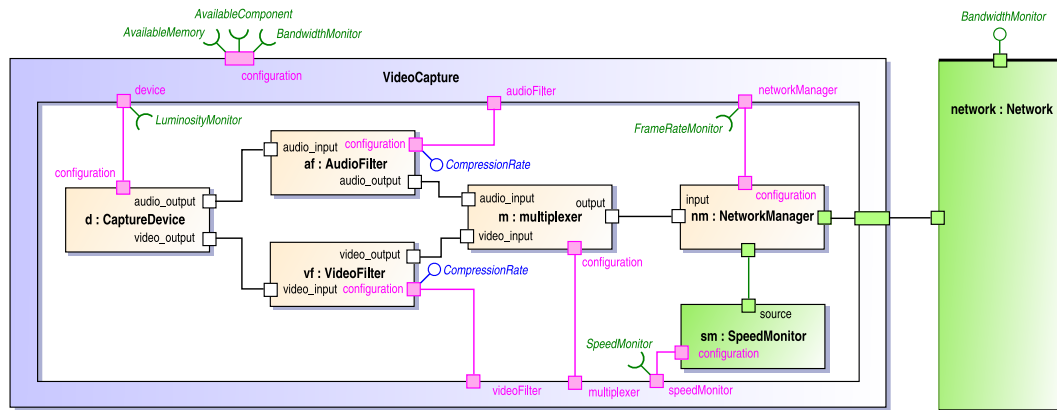 AvailableComponent
AvailableMemory
BandwidthMonitor
BandwidthMonitor
configuration
VideoCapture
device
audioFilter
networkManager
LuminosityMonitor
FrameRateMonitor
network : Network
audio_input
configuration
af : AudioFilter
CompressionRate
audio_output
configuration
configuration
audio_output
d : CaptureDevice
video_output
audio_input
output
m : multiplexer
video_input
input
nm : NetworkManager
video_output
vf : VideoFilter
CompressionRate
video_input
configuration
configuration
source
sm : SpeedMonitor
configuration
SpeedMonitor
videoFilter
multiplexer
speedMonitor